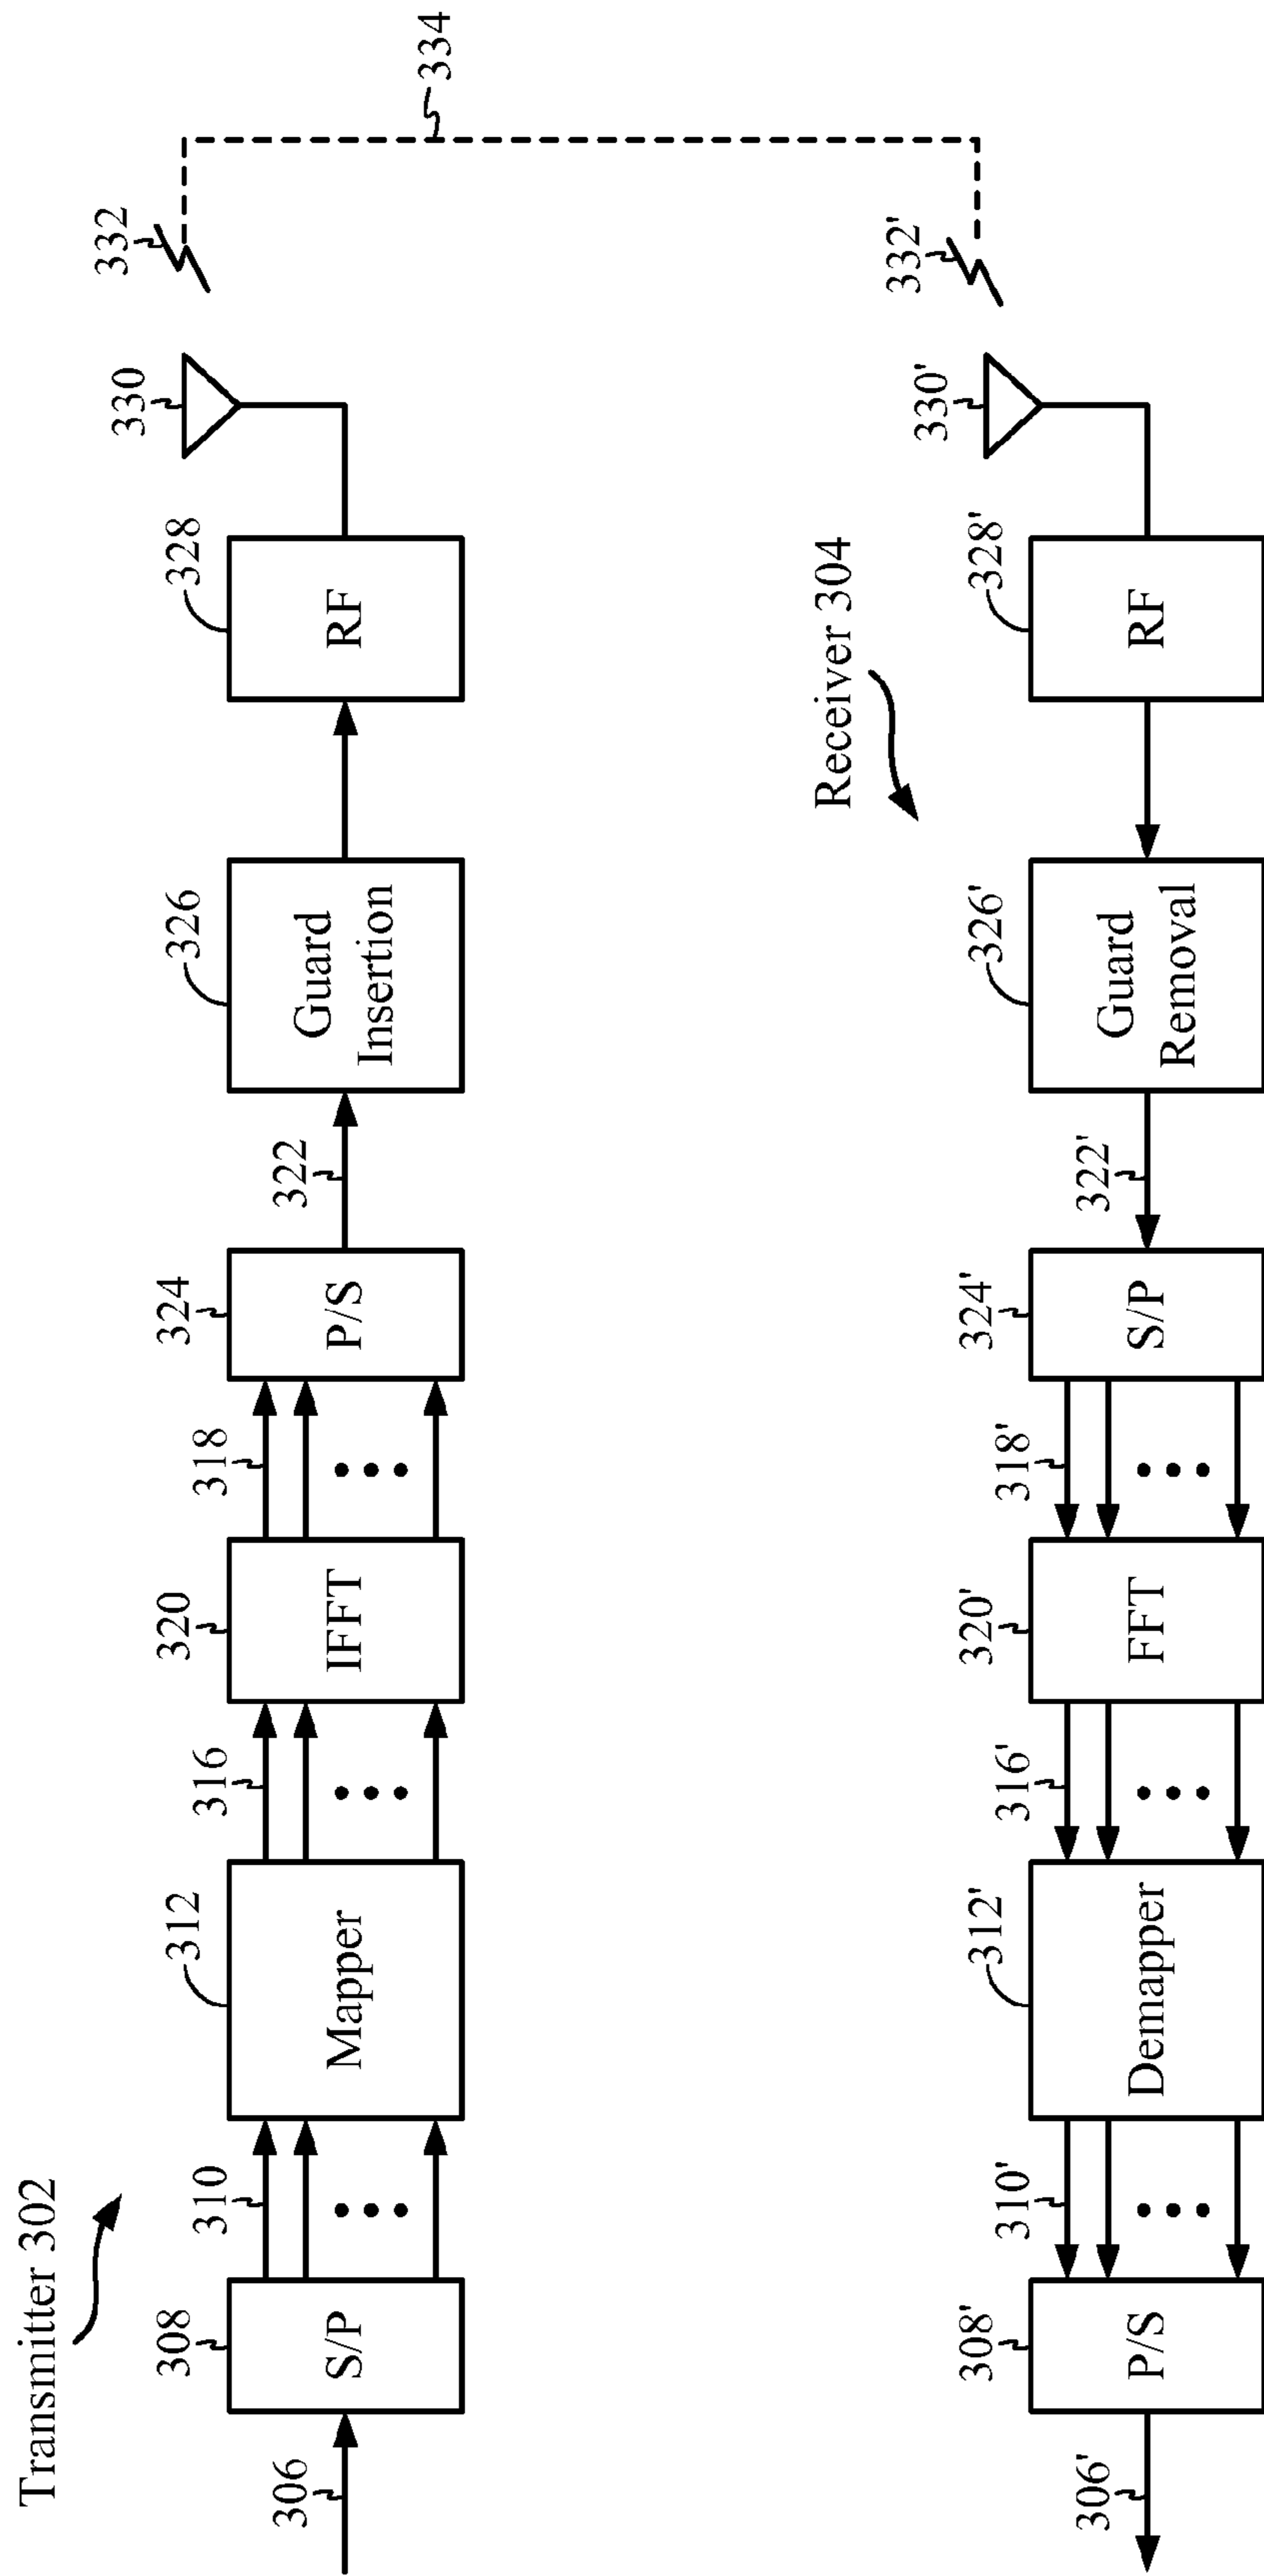 Transmitter 302
306
308
S/P
310
312
Mapper
316
320
IFFT
318
324
P/S
322
326
Guard
Insertion
328
RF
330
332
334
Receiver 304
306'
308'
P/S
310'
312'
Demapper
316'
320'
FFT
318'
324'
S/P
322'
326'
Guard
Removal
328'
RF
330'
332'